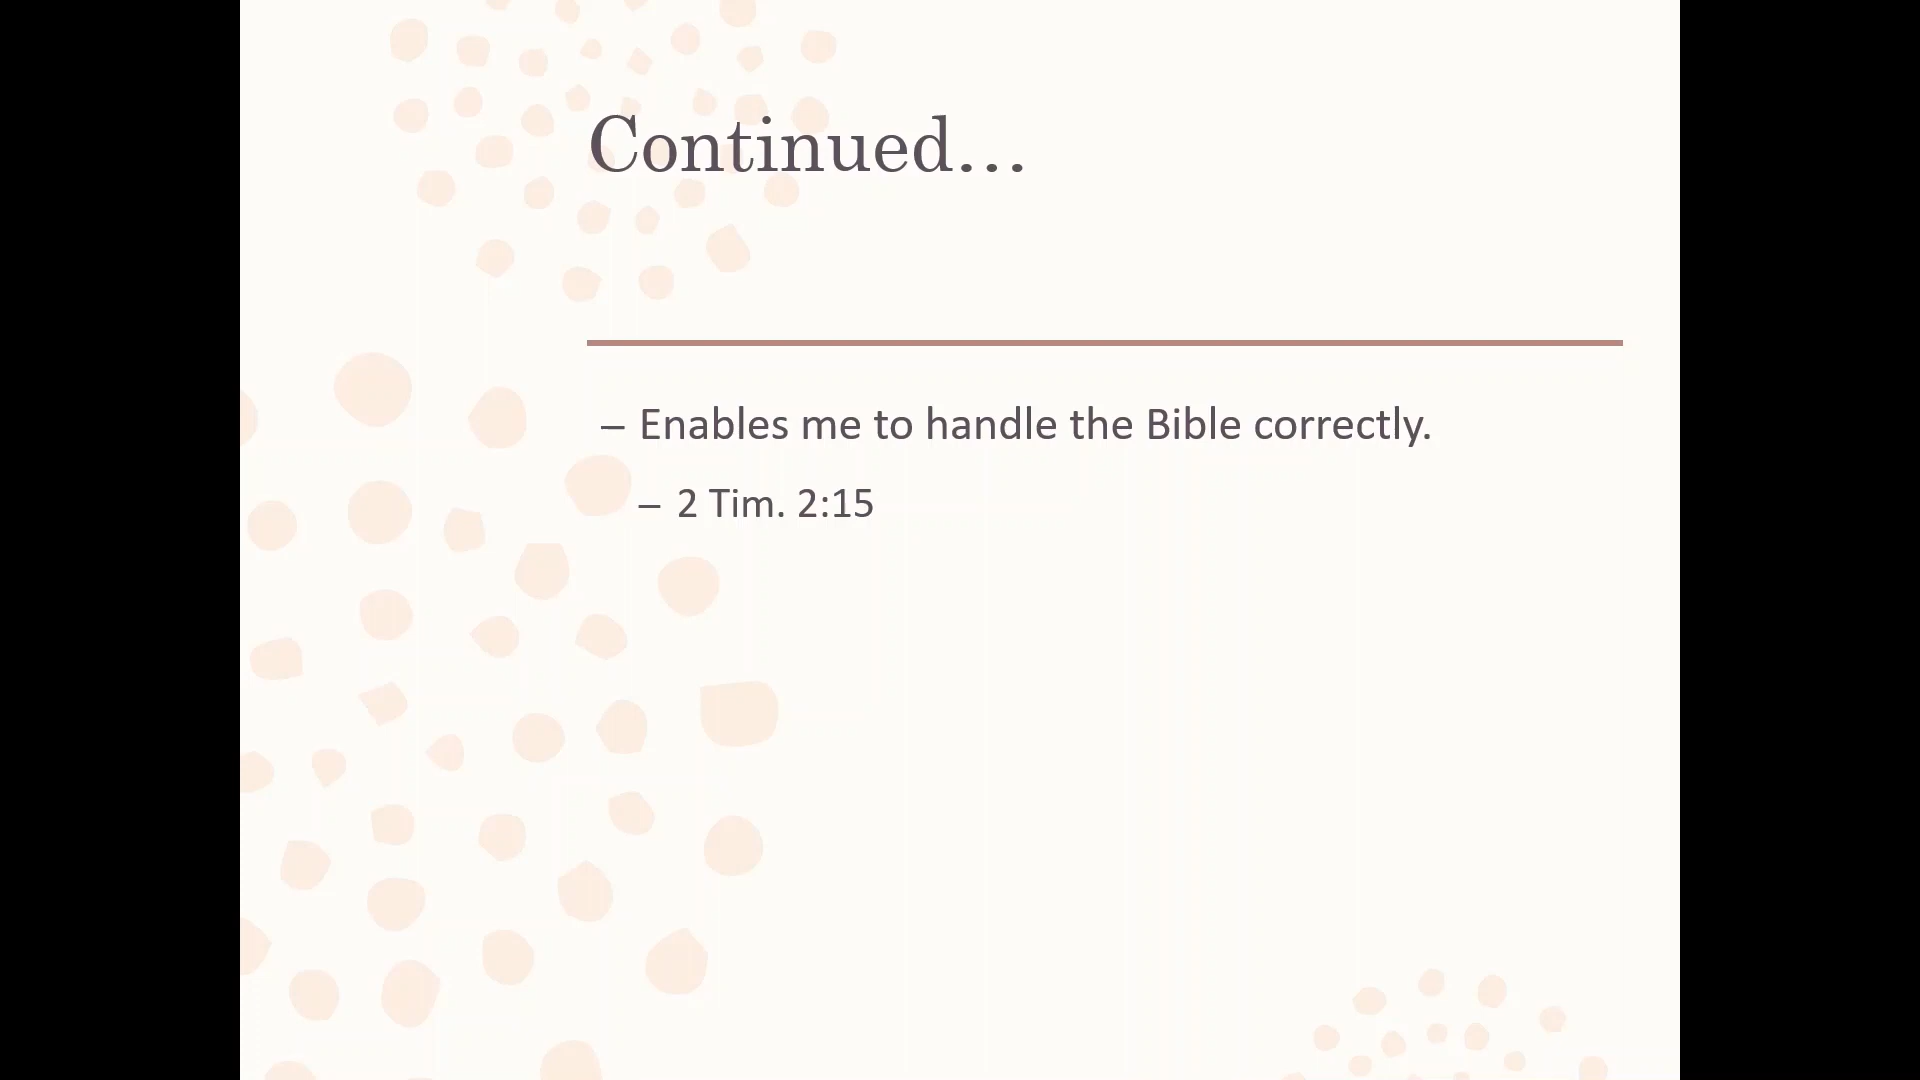 Continued…
– Enables me to handle the Bible correctly.
– 2 Tim. 2:15